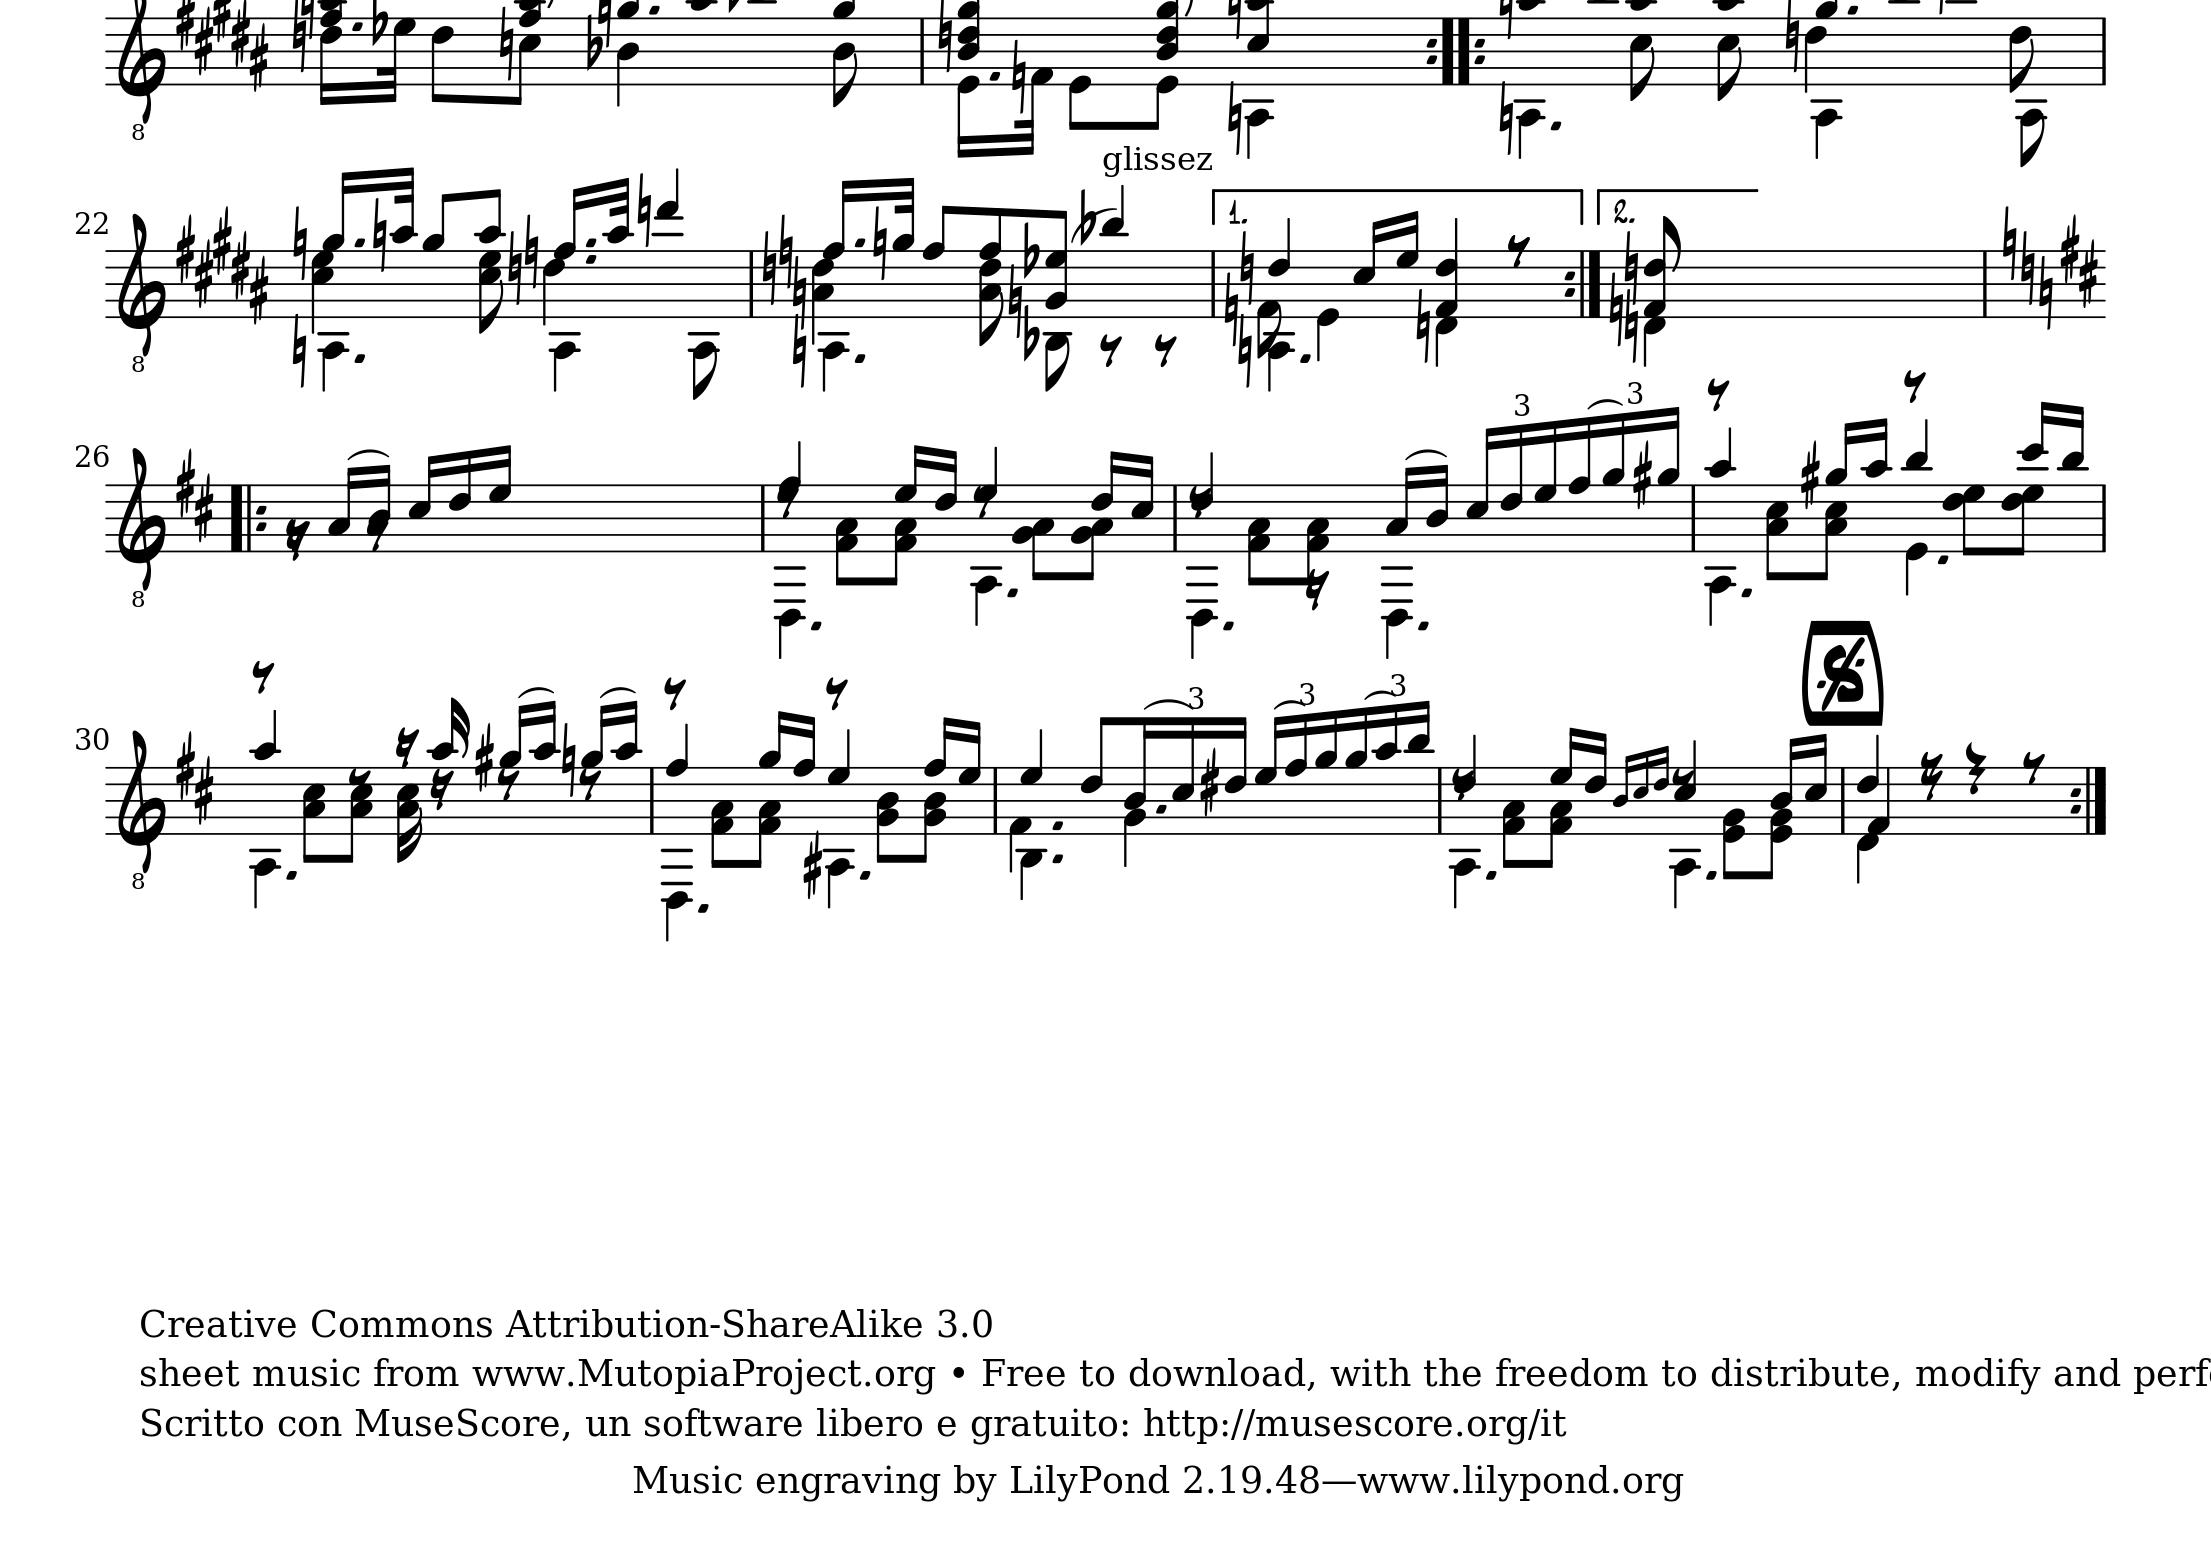 8
glissez
22
1.
2.
8
3
3
26
8
3
3
3
30
8
Creative Commons Attribution-ShareAlike 3.0
sheet music from www.MutopiaProject.org • Free to download, with the freedom to distribute, modify and
Scritto con MuseScore, un software libero e gratuito: http://musescore.org/it
Music engraving by LilyPond 2.19.48—www.lilypond.org